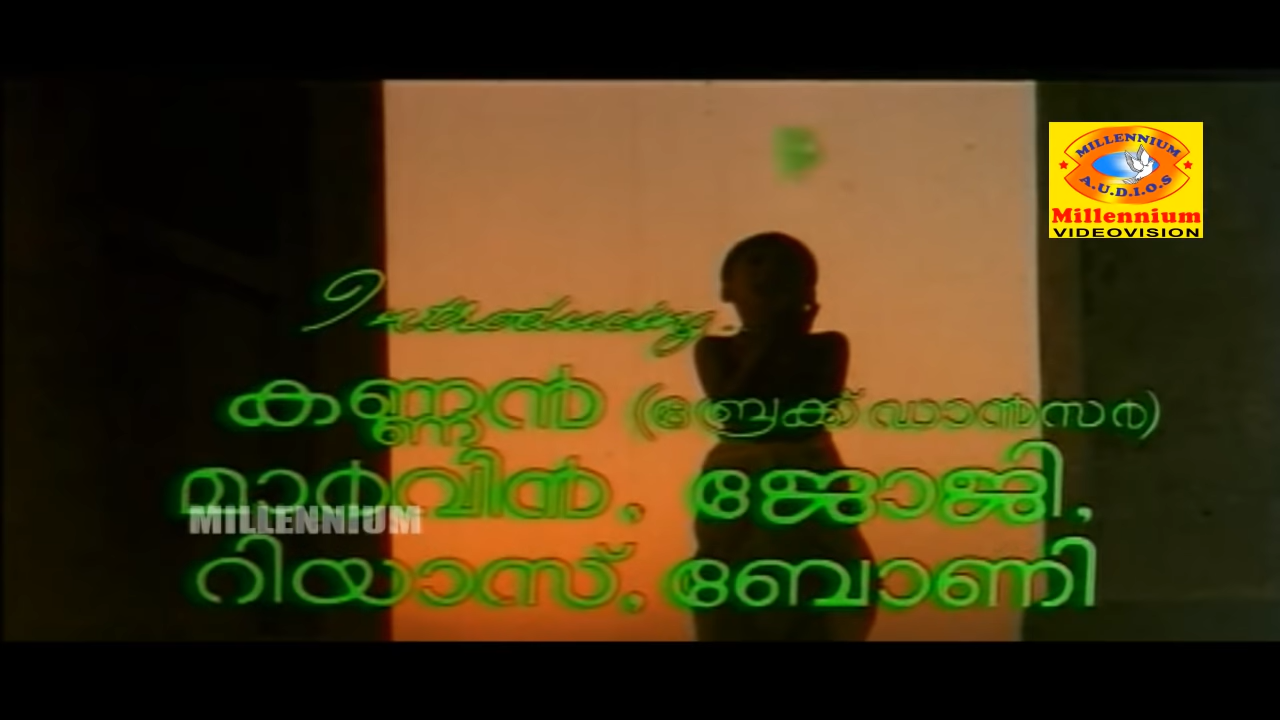 MILLENNIUM
A.U.D.I.O.S
Millennium
VIDEOVISION
Introducing.
കണ്ണൻ (ബ്രേക്ക് ഡാൻസർ)
മാർവിൻ, ജോജി,
MILLENNIUM
റിയാസ്, ബോണി